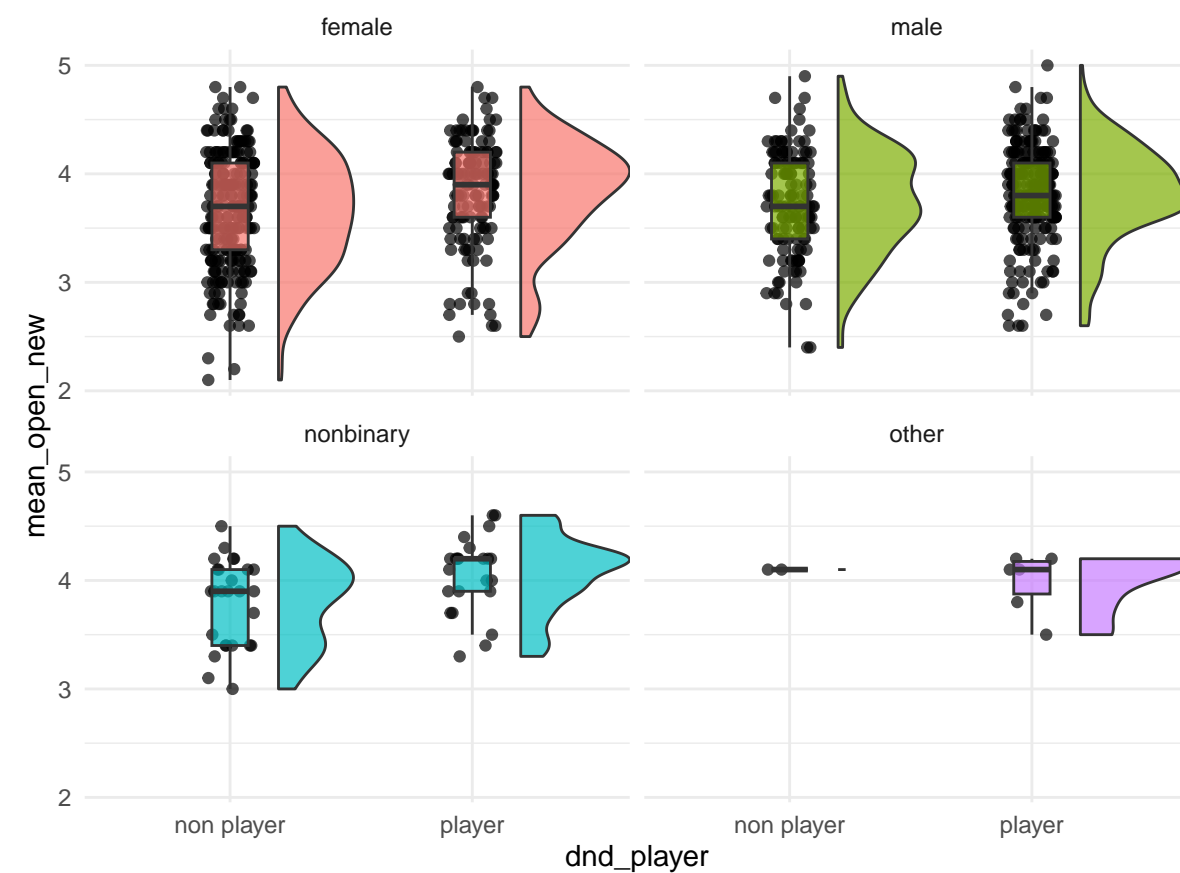 female
male
5
4
3
2
nonbinary
other
5
4
3
2
non player
player
non player
player
dnd_player
mean_open_new